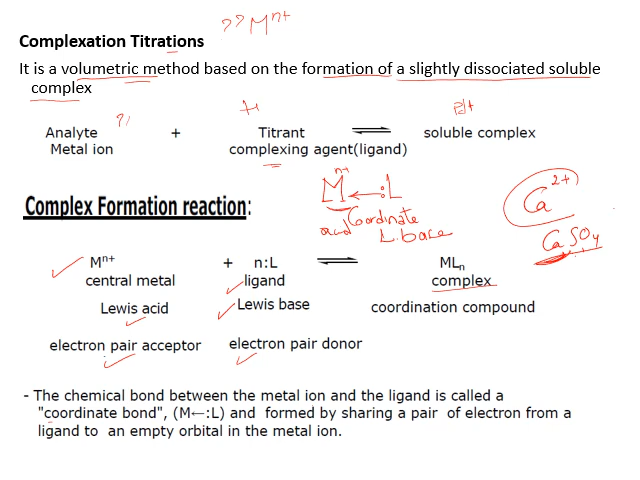 ?? Mⁿ⁺
Complexation Titrations
It is a volumetric method based on the formation of a slightly dissociated soluble
complex
Analyte + Titrant ⇌ soluble complex
Metal ion complexing agent(ligand)
n+
M ← :L
Coordinate
acid L.base
Ca²⁺
CaSO₄
Complex Formation reaction:
Mⁿ⁺ + n:L ⇌ MLₙ
central metal ligand complex
Lewis acid Lewis base coordination compound
electron pair acceptor electron pair donor
- The chemical bond between the metal ion and the ligand is called a
"coordinate bond", (M←:L) and formed by sharing a pair of electron from a
ligand to an empty orbital in the metal ion.